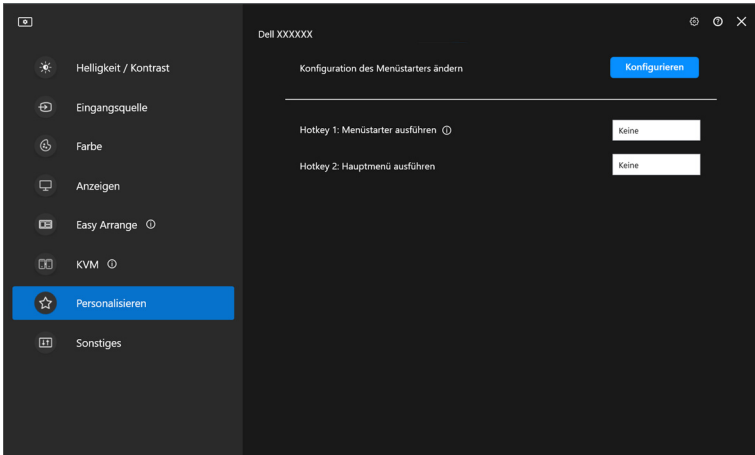 Dell XXXXXX
Helligkeit / Kontrast
Eingangsquelle
Farbe
Anzeigen
Easy Arrange
KVM
Personalisieren
Sonstiges
Konfiguration des Menüstarters ändern
Konfigurieren
Hotkey 1: Menüstarter ausführen
Keine
Hotkey 2: Hauptmenü ausführen
Keine